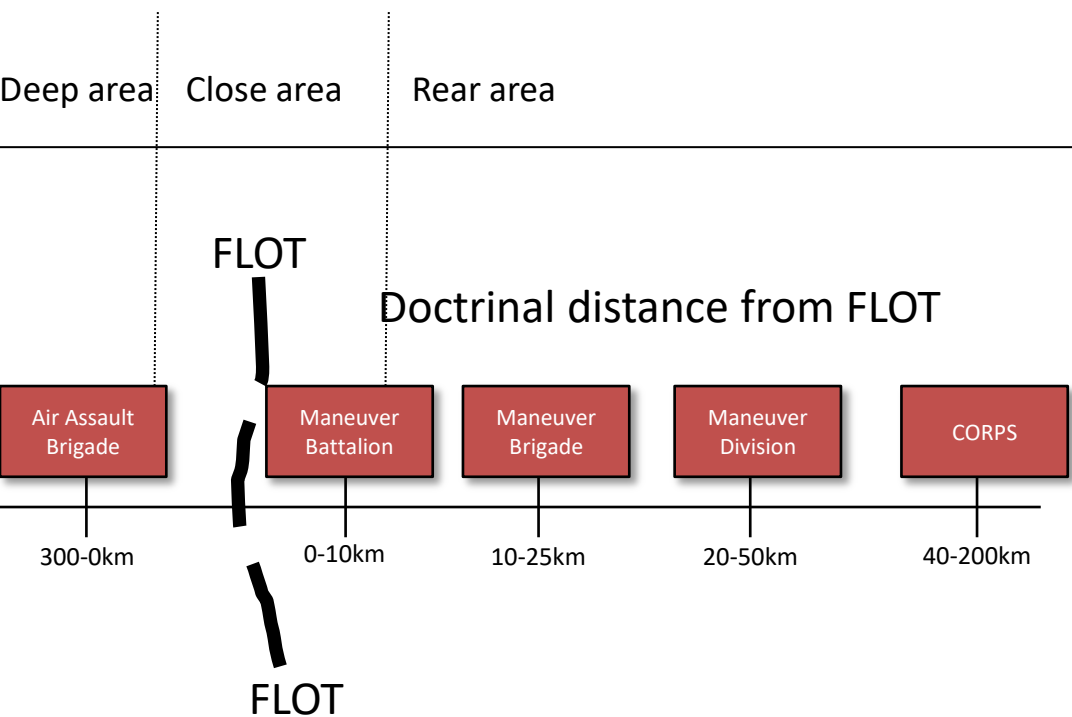 Deep area
Close area
Rear area
FLOT
Doctrinal distance from FLOT
Air Assault
Brigade
Maneuver
Battalion
Maneuver
Brigade
Maneuver
Division
CORPS
300-0km
0-10km
10-25km
20-50km
40-200km
FLOT